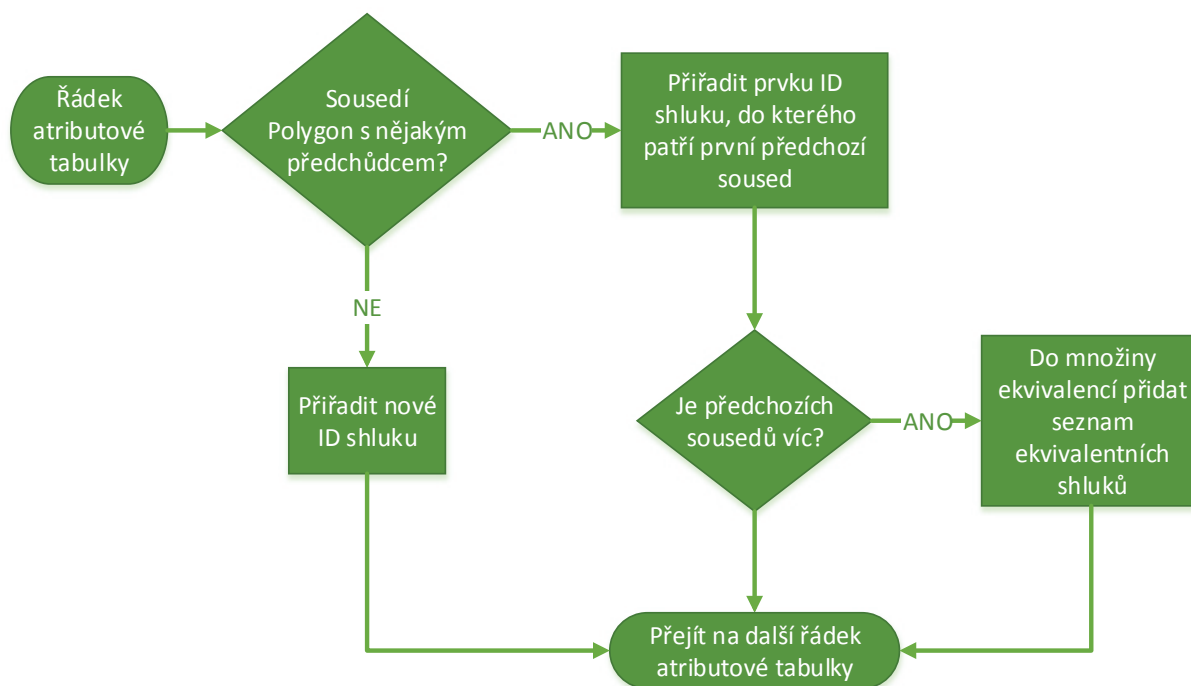 Řádek
atributové
tabulky
Sousedí
Polygon s nějakým
předchůdcem?
ANO
Přiřadit prvku ID
shluku, do kterého
patří první předchozí
soused
NE
Přiřadit nové
ID shluku
Je předchozích
sousedů víc?
ANO
Do množiny
ekvivalencí přidat
seznam
ekvivalentních
shluků
Přejít na další řádek
atributové tabulky